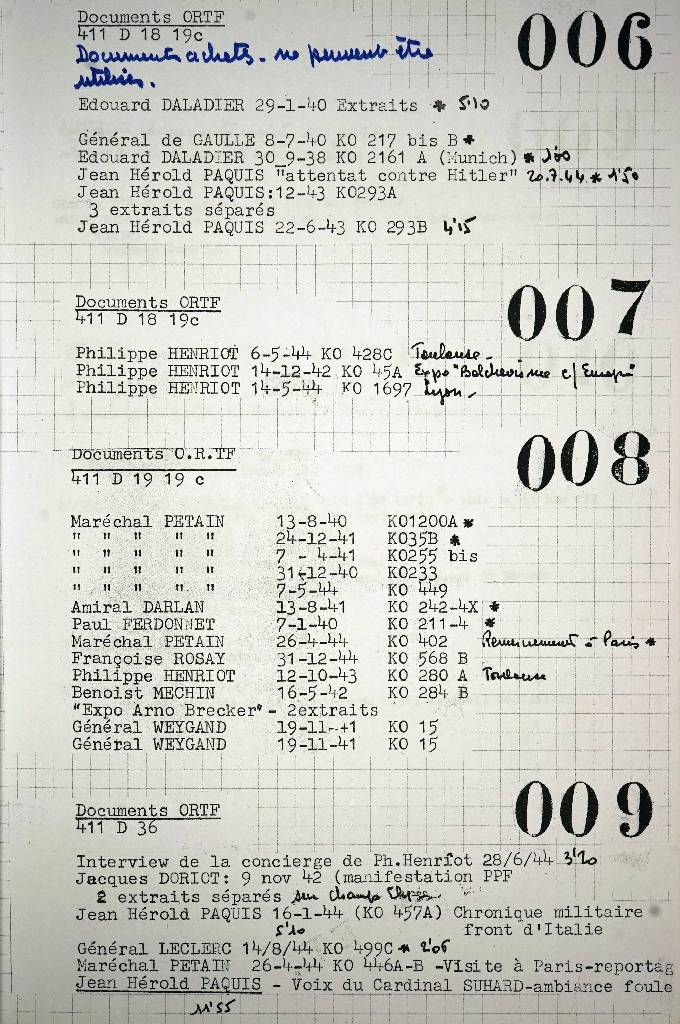 Documents ORTF
411 D 18 19c
006
Documents achets. ne peuvent être
utilisés.
Edouard DALADIER 29-1-40 Extraits * 5'10
Général de GAULLE 8-7-40 KO 217 bis B *
Edouard DALADIER 30_9-38 KO 2161 A (Munich) * 1'00
Jean Hérold PAQUIS "attentat contre Hitler" 20.7.44 * 1'50
Jean Hérold PAQUIS:12-43 KO293A
3 extraits séparés
Jean Hérold PAQUIS 22-6-43 KO 293B 4'15
Documents ORTF
411 D 18 19c
007
Philippe HENRIOT 6-5-44 KO 428C Toulouse -
Philippe HENRIOT 14-12-42 KO 45A Expo "Bolchevisme c/ Europe"
Philippe HENRIOT 14-5-44 KO 1697 Lyon -
Documents O.R.TF
411 D 19 19 c
008
Maréchal PETAIN 13-8-40 KO1200A *
" " " " " 24-12-41 KO35B *
" " " " " 7 - 4-41 KO255 bis
" " " " " 31-12-40 KO233
" " " " " 7-5-44 KO 449
Amiral DARLAN 13-8-41 KO 242-4X *
Paul FERDONNET 7-1-40 KO 211-4 *
Maréchal PETAIN 26-4-44 KO 402 à Paris *
Françoise ROSAY 31-12-44 KO 568 B
Philippe HENRIOT 12-10-43 KO 280 A Toulouse
Benoist MECHIN 16-5-42 KO 284 B
"Expo Arno Brecker" - 2extraits
Général WEYGAND 19-11-+1 KO 15
Général WEYGAND 19-11-41 KO 15
Documents ORTF
411 D 36
009
Interview de la concierge de Ph.Henriot 28/6/44 3'20
Jacques DORIOT: 9 nov 42 (manifestation PPF
2 extraits séparés sur Champs Elysées
Jean Hérold PAQUIS 16-1-44 (KO 457A) Chronique militaire
5'10 front d'Italie
Général LECLERC 14/8/44 KO 499C * 2'06
Maréchal PETAIN 26-4-44 KO 446A-B -Visite à Paris-reportag
Jean Hérold PAQUIS - Voix du Cardinal SUHARD-ambiance foule
11'55